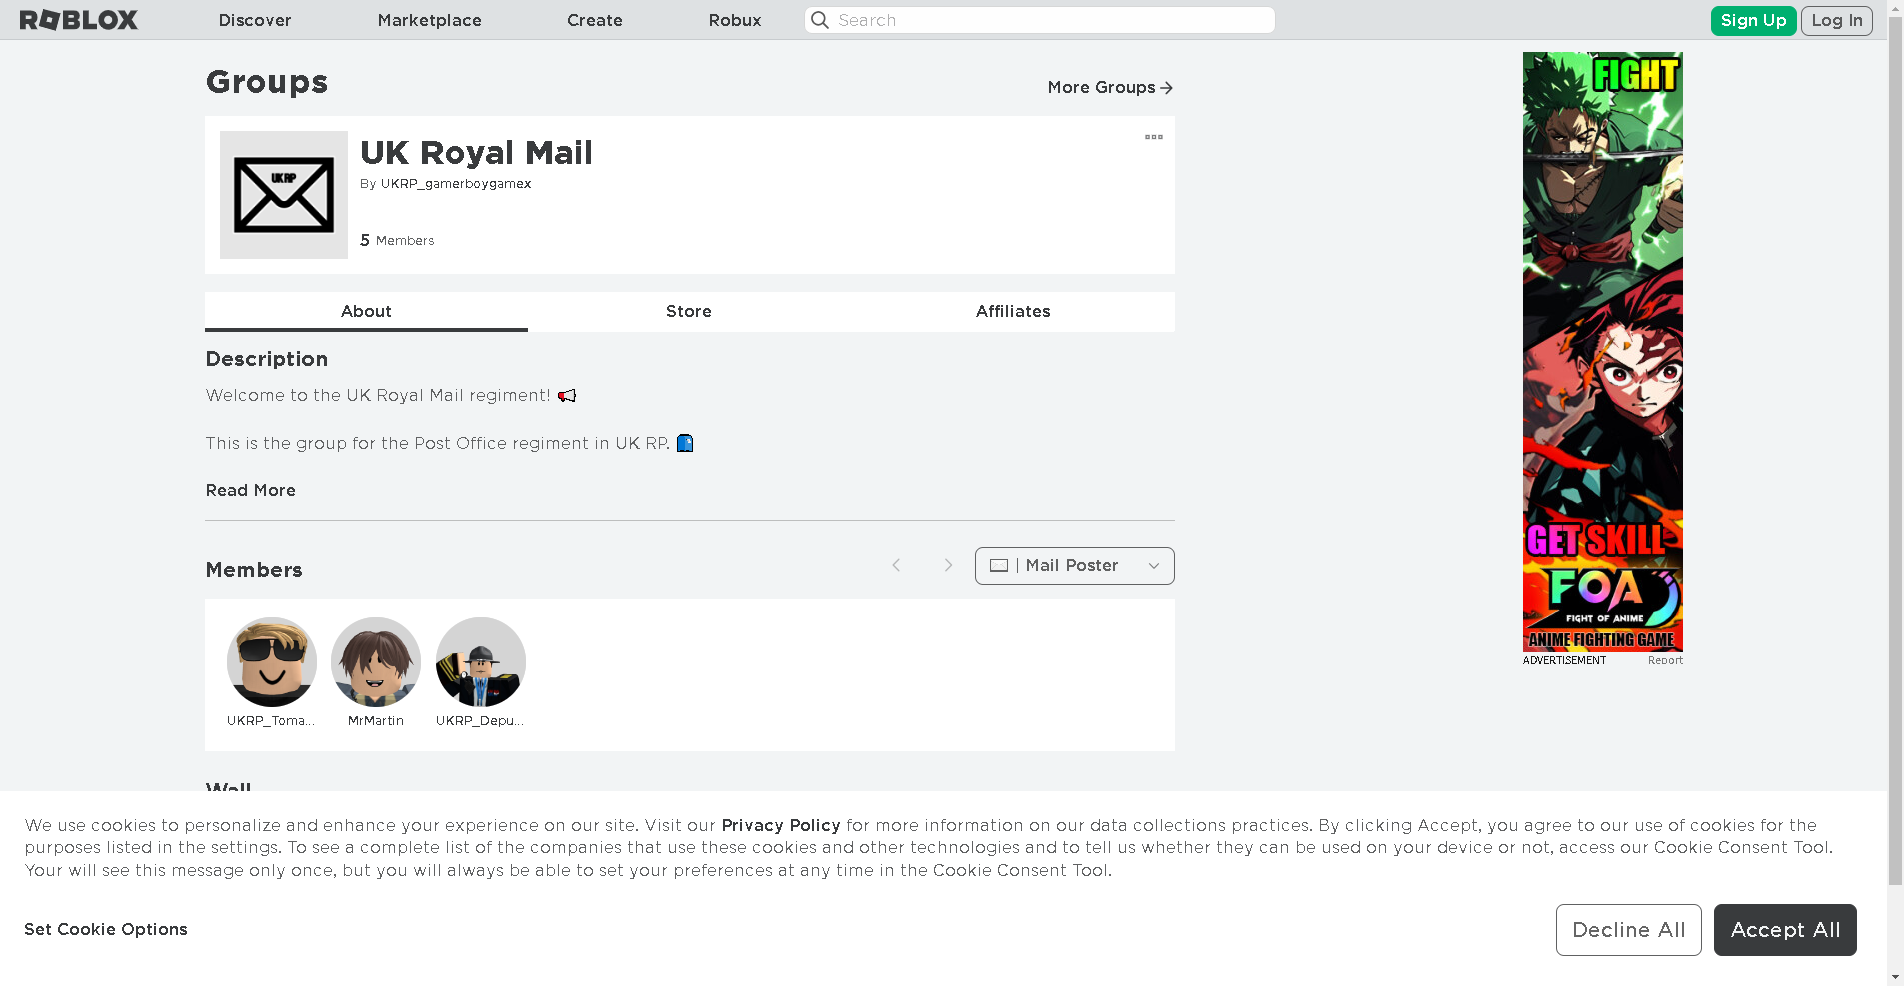 ROBLOX
Discover
Marketplace
Create
Robux
Search
Sign Up
Log In
Groups
More Groups
UKRP
UK Royal Mail
By UKRP_gamerboygamex
5 Members
About
Store
Affiliates
Description
Welcome to the UK Royal Mail regiment! 📢
This is the group for the Post Office regiment in UK RP. 📘
Read More
Members
| Mail Poster
UKRP_Toma...
MrMartin
UKRP_Depu...
Wall
FIGHT
GET SKILL
FOA
FIGHT OF ANIME
ANIME FIGHTING GAME
ADVERTISEMENT
Report
We use cookies to personalize and enhance your experience on our site. Visit our Privacy Policy for more information on our data collections practices. By clicking Accept, you agree to our use of cookies for the
purposes listed in the settings. To see a complete list of the companies that use these cookies and other technologies and to tell us whether they can be used on your device or not, access our Cookie Consent Tool.
Your will see this message only once, but you will always be able to set your preferences at any time in the Cookie Consent Tool.
Set Cookie Options
Decline All
Accept All